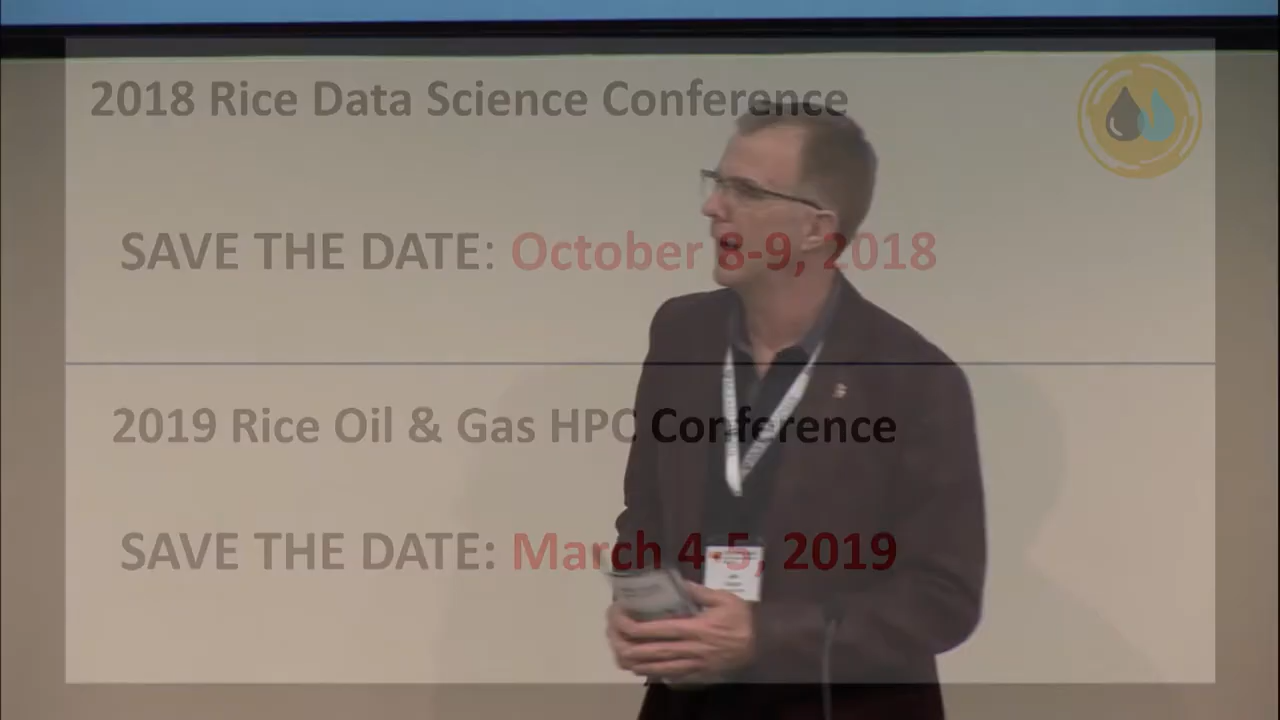 2018 Rice Data Science Conference
SAVE THE DATE: October 8-9, 2018
2019 Rice Oil & Gas HPC Conference
SAVE THE DATE: March 4-5, 2019